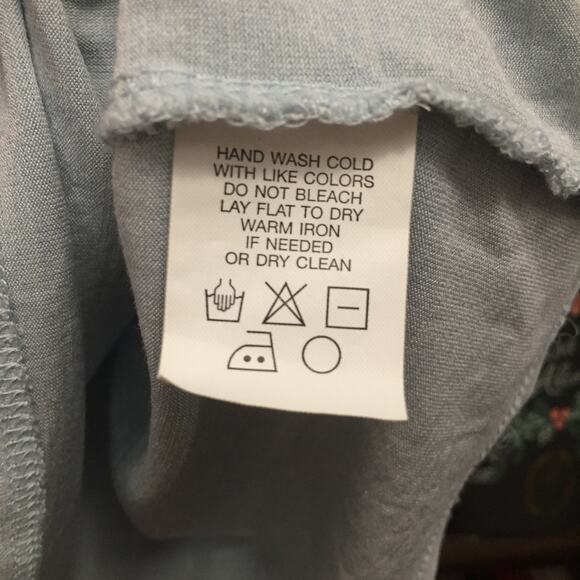 HAND WASH COLD
WITH LIKE COLORS
DO NOT BLEACH
LAY FLAT TO DRY
WARM IRON
IF NEEDED
OR DRY CLEAN